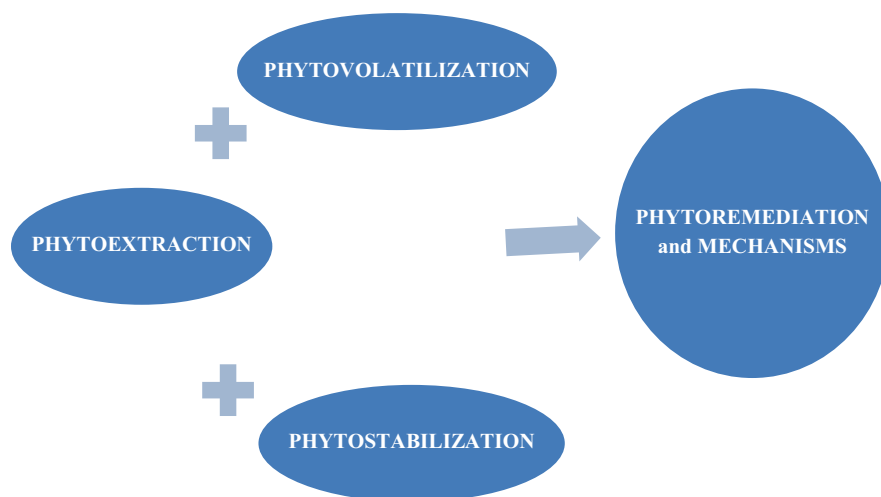 PHYTOVOLATILIZATION
PHYTOEXTRACTION
PHYTOREMEDIATION
and MECHANISMS
PHYTOSTABILIZATION